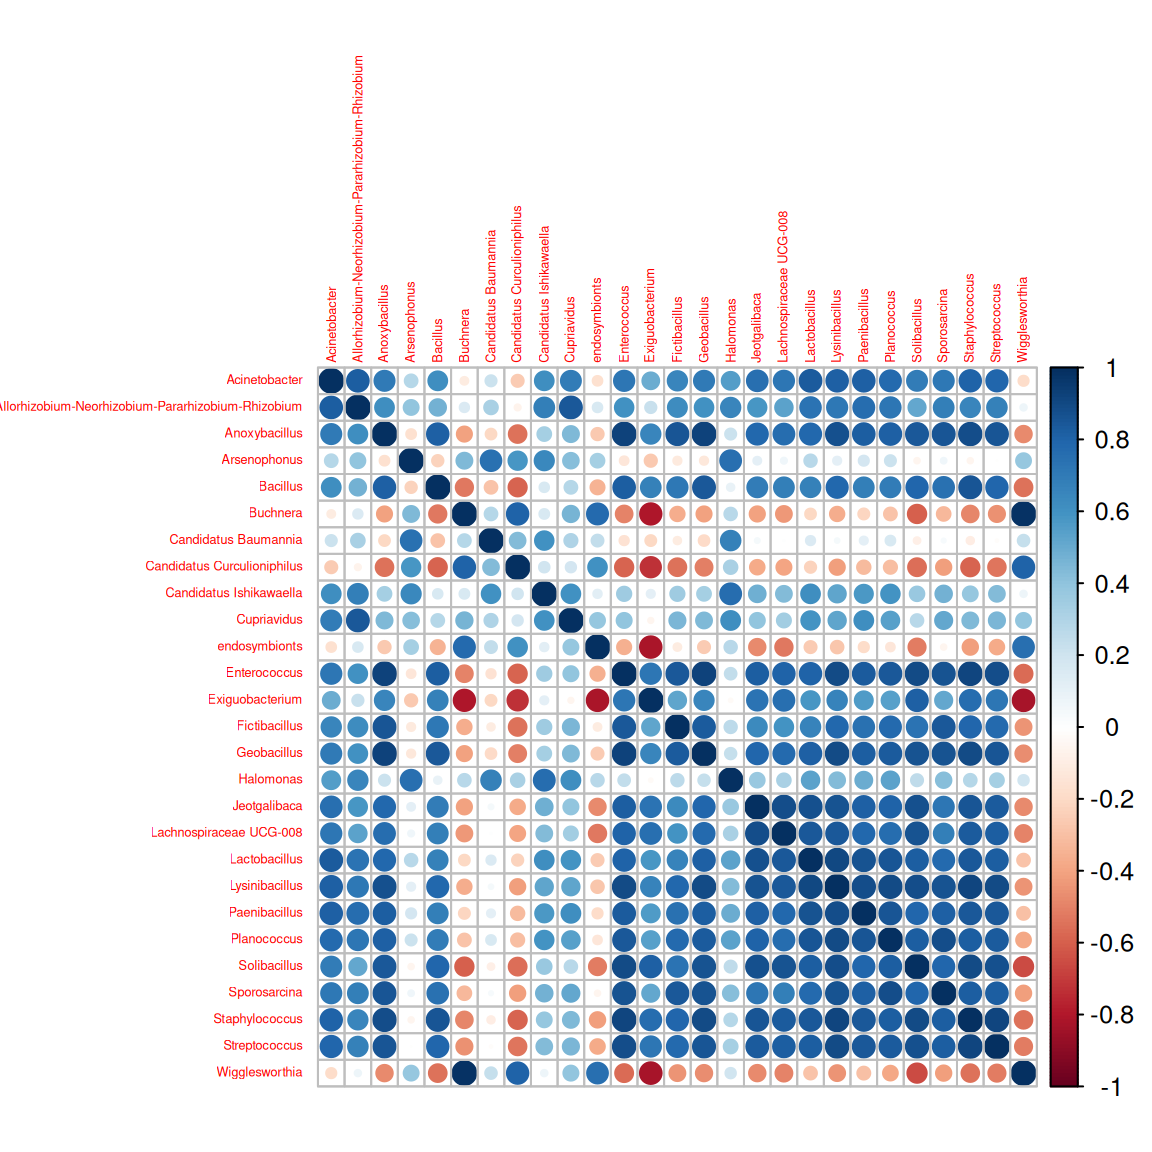 Acinetobacter
Allorhizobium-Neorhizobium-Pararhizobium-Rhizobium
Anoxybacillus
Arsenophonus
Bacillus
Buchnera
Candidatus Baumannia
Candidatus Curculioniphilus
Candidatus Ishikawaella
Cupriavidus
endosymbionts
Enterococcus
Exiguobacterium
Fictibacillus
Geobacillus
Halomonas
Jeotgalibaca
Lachnospiraceae UCG-008
Lactobacillus
Lysinibacillus
Paenibacillus
Planococcus
Solibacillus
Sporosarcina
Staphylococcus
Streptococcus
Wigglesworthia
Acinetobacter
Allorhizobium-Neorhizobium-Pararhizobium-Rhizobium
Anoxybacillus
Arsenophonus
Bacillus
Buchnera
Candidatus Baumannia
Candidatus Curculioniphilus
Candidatus Ishikawaella
Cupriavidus
endosymbionts
Enterococcus
Exiguobacterium
Fictibacillus
Geobacillus
Halomonas
Jeotgalibaca
Lachnospiraceae UCG-008
Lactobacillus
Lysinibacillus
Paenibacillus
Planococcus
Solibacillus
Sporosarcina
Staphylococcus
Streptococcus
Wigglesworthia
1
0.8
0.6
0.4
0.2
0
-0.2
-0.4
-0.6
-0.8
-1